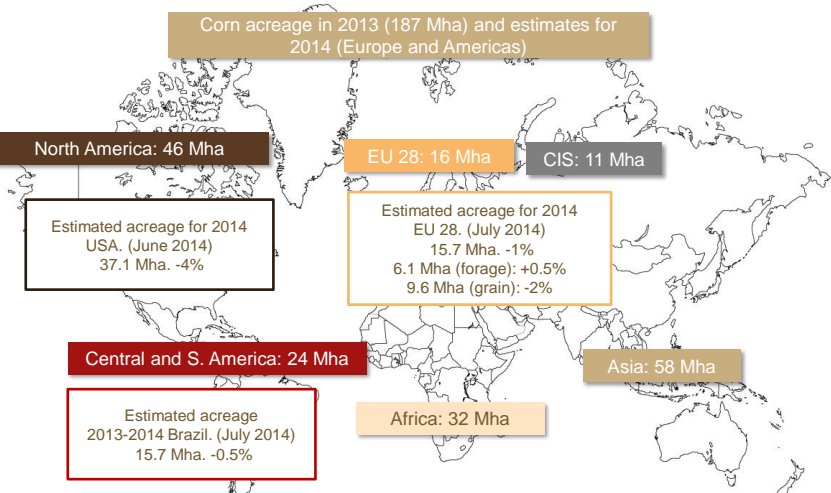 Corn acreage in 2013 (187 Mha) and estimates for
2014 (Europe and Americas)
North America: 46 Mha
EU 28: 16 Mha
CIS: 11 Mha
Estimated acreage for 2014
USA. (June 2014)
37.1 Mha. -4%
Estimated acreage for 2014
EU 28. (July 2014)
15.7 Mha. -1%
6.1 Mha (forage): +0.5%
9.6 Mha (grain): -2%
Central and S. America: 24 Mha
Asia: 58 Mha
Estimated acreage
2013-2014 Brazil. (July 2014)
15.7 Mha. -0.5%
Africa: 32 Mha